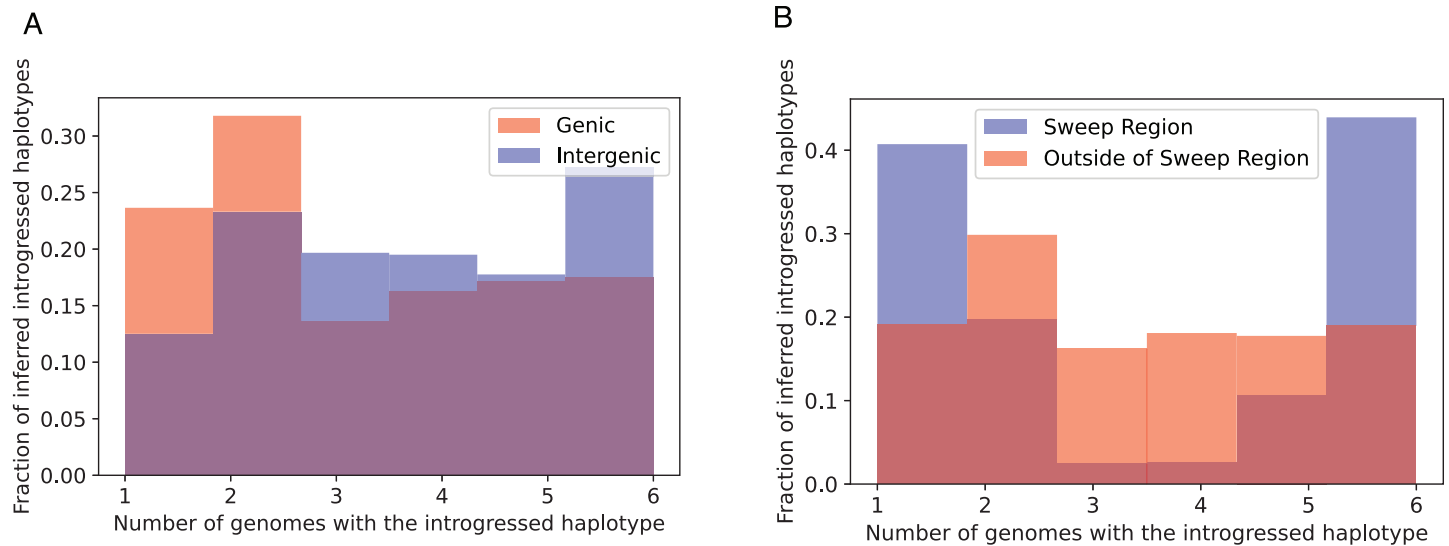 A
Fraction of inferred introgressed haplotypes
0.30
0.25
0.20
0.15
0.10
0.05
0.00
Genic
Intergenic
1 2 3 4 5 6
Number of genomes with the introgressed haplotype
B
Fraction of inferred introgressed haplotypes
0.4
0.3
0.2
0.1
0.0
Sweep Region
Outside of Sweep Region
1 2 3 4 5 6
Number of genomes with the introgressed haplotype